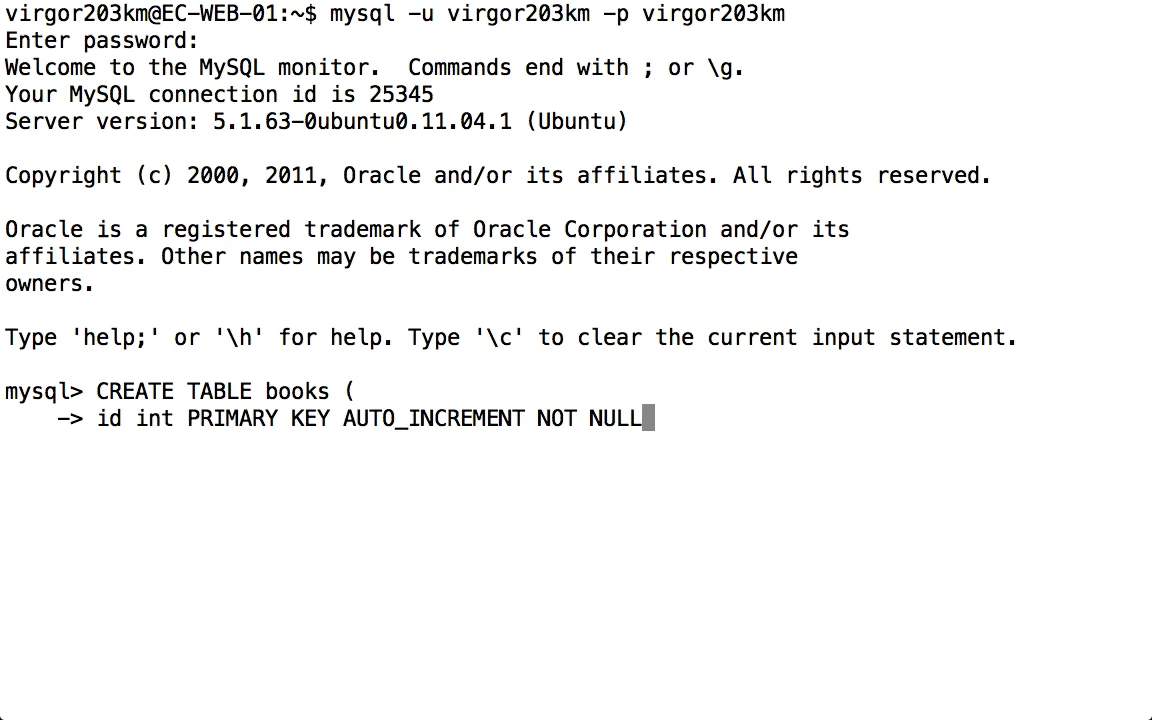 virgor203km@EC-WEB-01:~$ mysql -u virgor203km -p virgor203km
Enter password:
Welcome to the MySQL monitor.  Commands end with ; or \g.
Your MySQL connection id is 25345
Server version: 5.1.63-0ubuntu0.11.04.1 (Ubuntu)
Copyright (c) 2000, 2011, Oracle and/or its affiliates. All rights reserved.
Oracle is a registered trademark of Oracle Corporation and/or its
affiliates. Other names may be trademarks of their respective
owners.
Type 'help;' or '\h' for help. Type '\c' to clear the current input statement.
mysql> CREATE TABLE books (
    -> id int PRIMARY KEY AUTO_INCREMENT NOT NULL